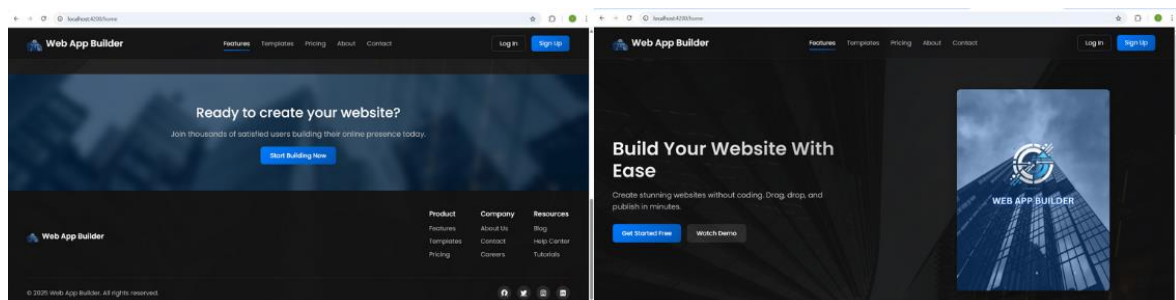 localhost:4200/home
Web App Builder
Features Templates Pricing About Contact
Log In Sign Up
Ready to create your website?
Join thousands of satisfied users building their online presence today.
Start Building Now
Web App Builder
Product Company Resources
Features About Us Blog
Templates Contact Help Center
Pricing Careers Tutorials
© 2025 Web App Builder. All rights reserved.
localhost:4200/home
Web App Builder
Features Templates Pricing About Contact
Log In Sign Up
Build Your Website With
Ease
Create stunning websites without coding. Drag, drop, and
publish in minutes.
Get Started Free Watch Demo
WEB APP BUILDER